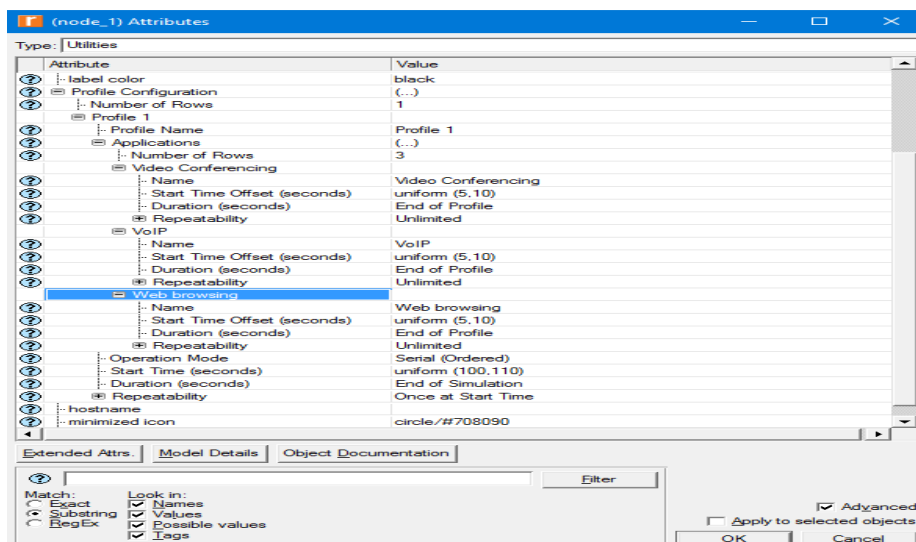 (node_1) Attributes
Type: Utilities
Attribute Value
label color black
Profile Configuration (...)
Number of Rows 1
Profile 1
Profile Name Profile 1
Applications (...)
Number of Rows 3
Video Conferencing
Name Video Conferencing
Start Time Offset (seconds) uniform (5,10)
Duration (seconds) End of Profile
Repeatability Unlimited
VoIP
Name VoIP
Start Time Offset (seconds) uniform (5,10)
Duration (seconds) End of Profile
Repeatability Unlimited
Web browsing
Name Web browsing
Start Time Offset (seconds) uniform (5,10)
Duration (seconds) End of Profile
Repeatability Unlimited
Operation Mode Serial (Ordered)
Start Time (seconds) uniform (100,110)
Duration (seconds) End of Simulation
Repeatability Once at Start Time
hostname
minimized icon circle/#708090
Extended Attrs. Model Details Object Documentation
Filter
Match: Look in:
Exact Names
Substring Values
RegEx Possible values
Tags
Advanced
Apply to selected objects
OK Cancel